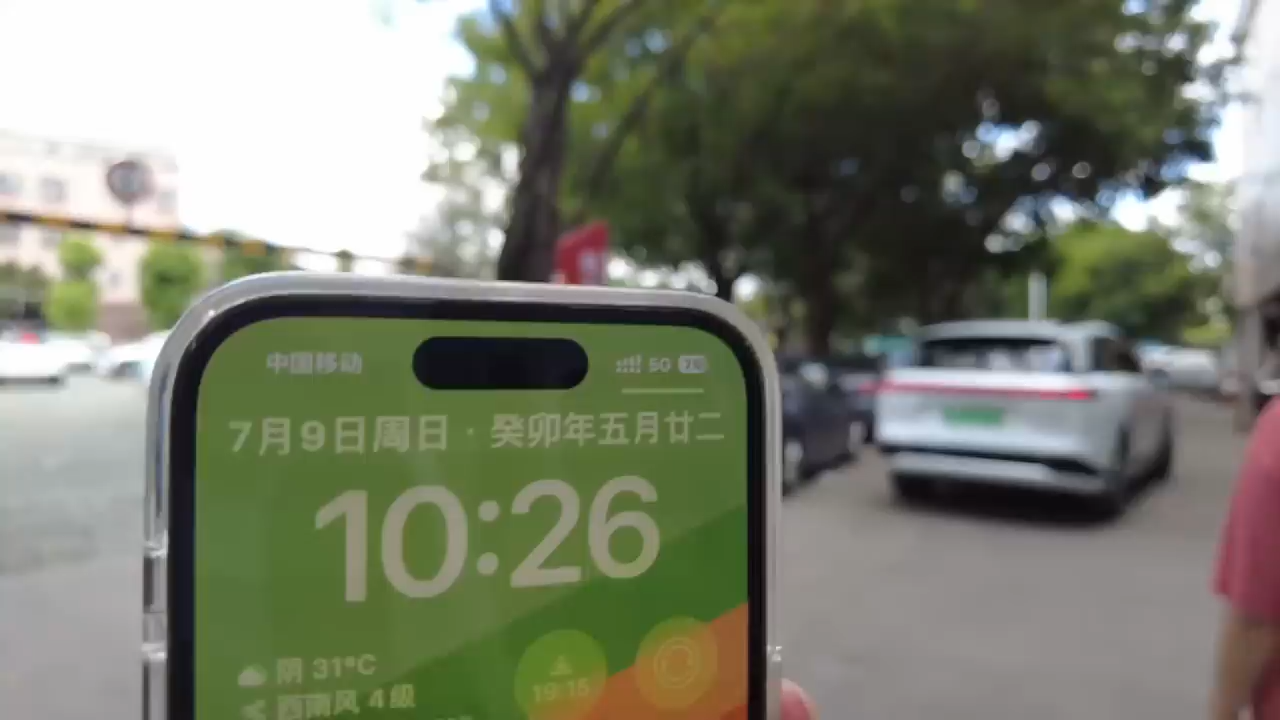 中国移动 5G
7月9日周日 · 癸卯年五月廿二
10:26
阴 31°C
西南风 4级
19:15